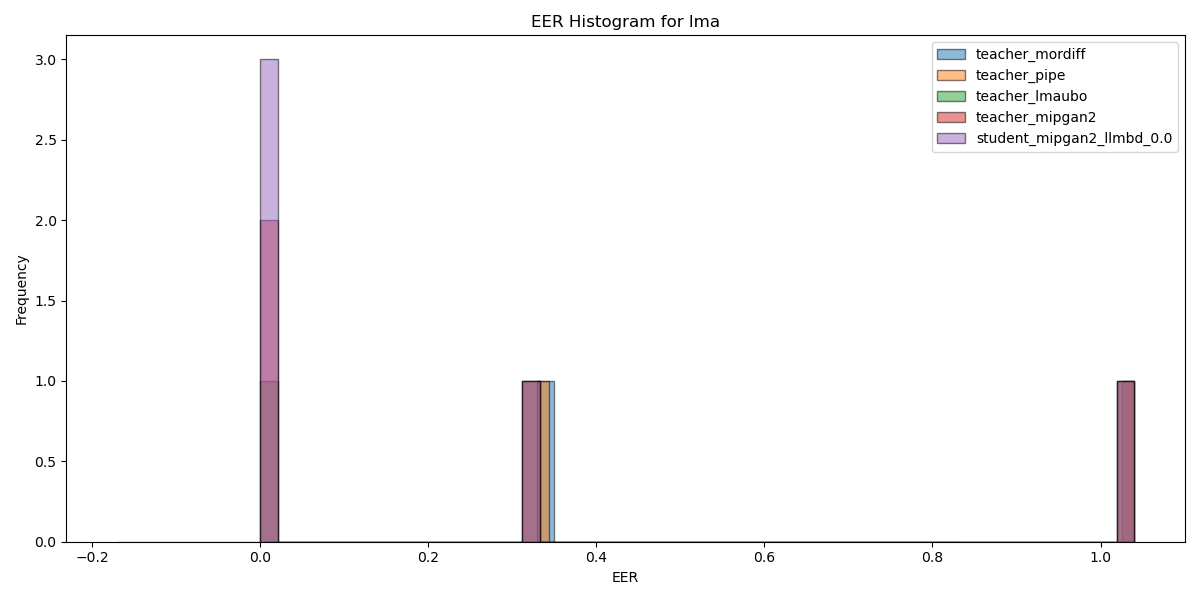 EER Histogram for lma
3.0
2.5
2.0
1.5
1.0
0.5
0.0
Frequency
−0.2
0.0
0.2
0.4
0.6
0.8
1.0
EER
teacher_mordiff
teacher_pipe
teacher_lmaubo
teacher_mipgan2
student_mipgan2_llmbd_0.0